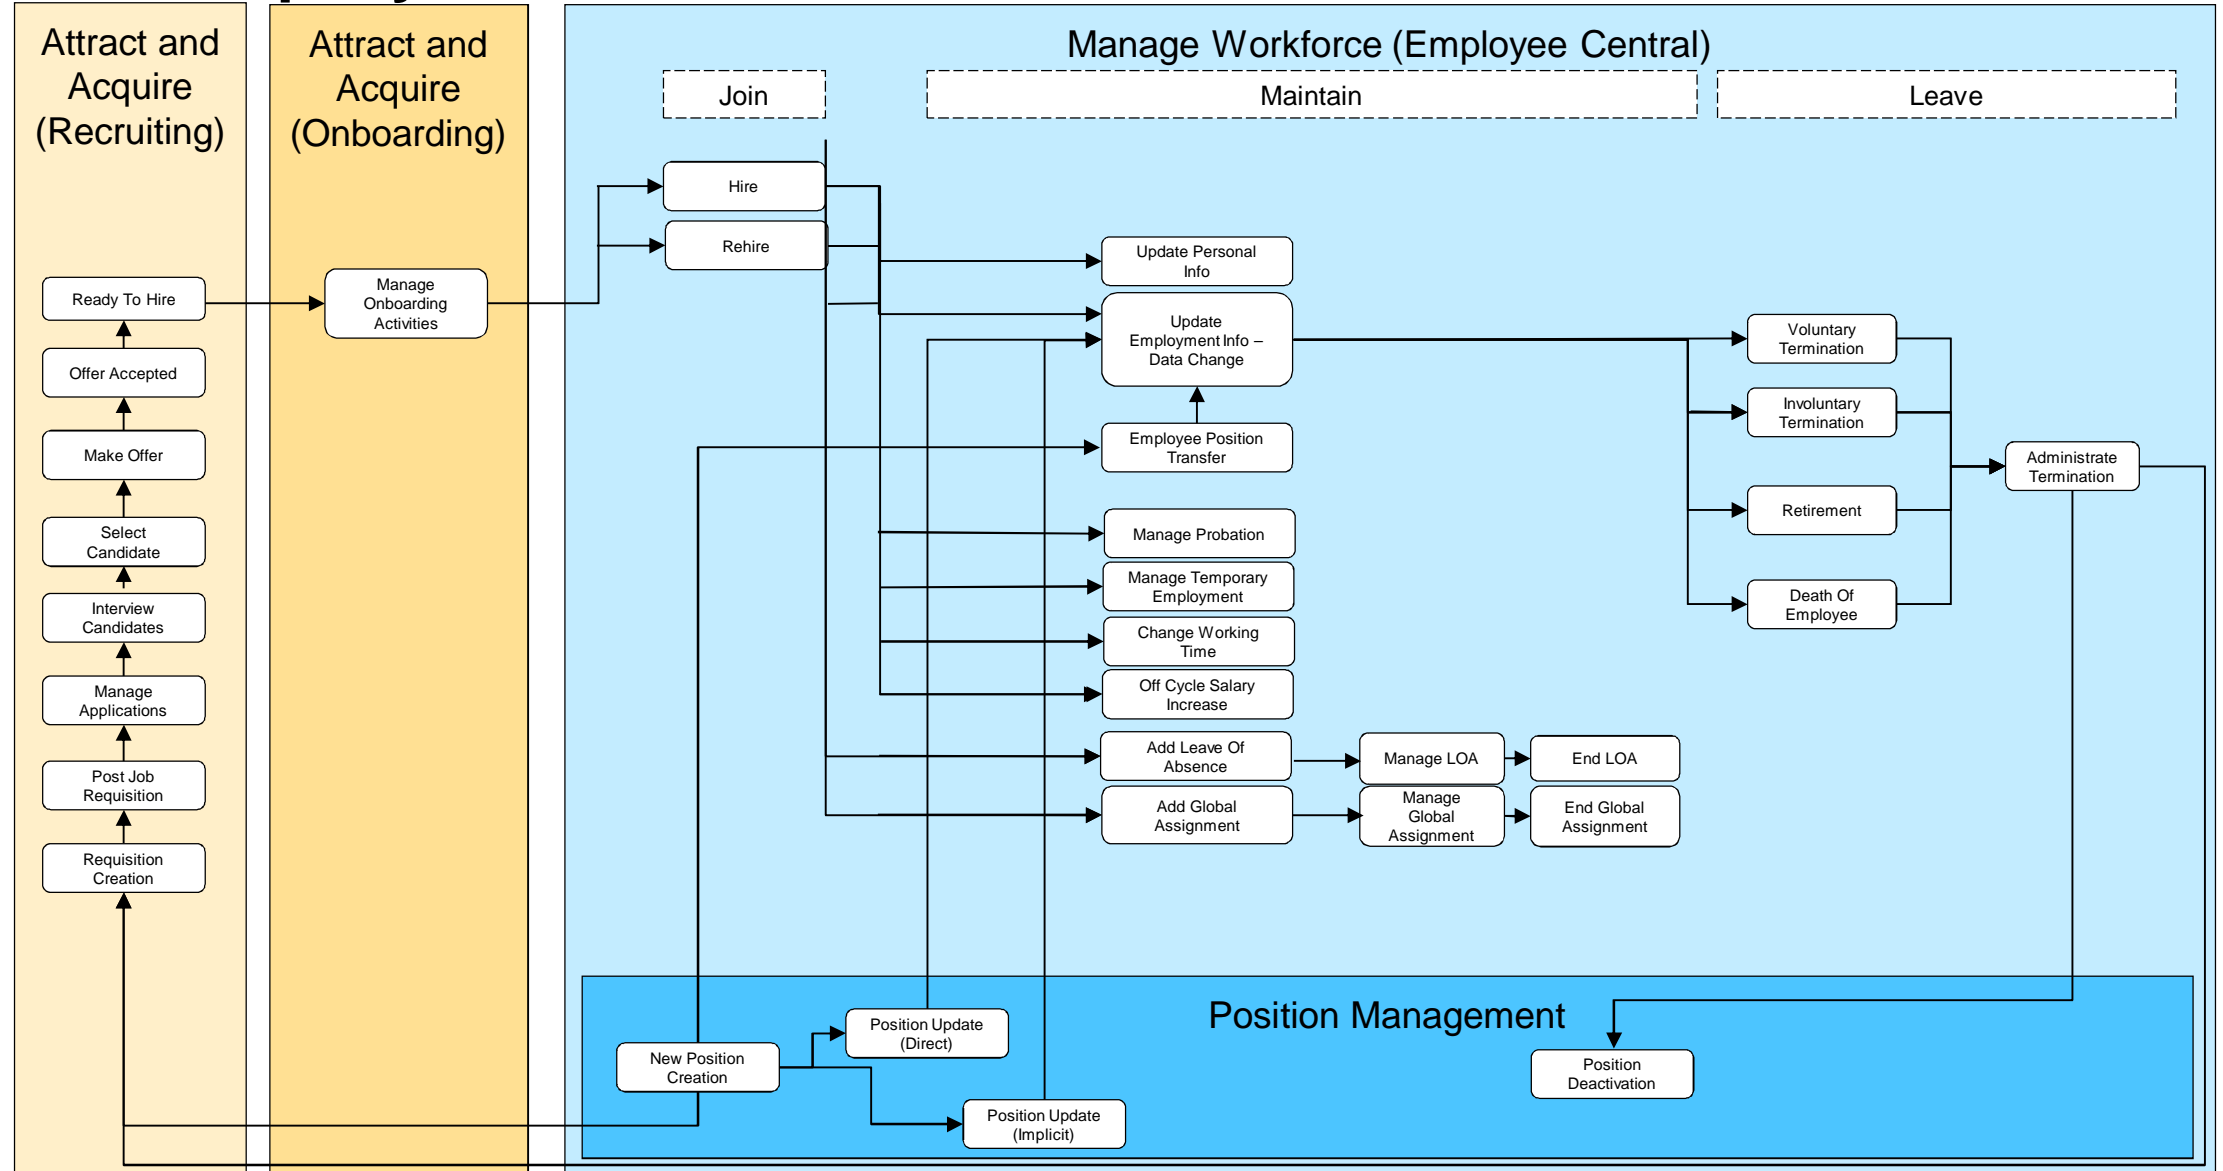 Attract and
Acquire
(Recruiting)
Attract and
Acquire
(Onboarding)
Manage Workforce (Employee Central)
Join
Maintain
Leave
Hire
Rehire
Update Personal
Info
Ready To Hire
Manage
Onboarding
Activities
Update
Employment Info –
Data Change
Voluntary
Termination
Offer Accepted
Involuntary
Termination
Make Offer
Employee Position
Transfer
Administrate
Termination
Select
Candidate
Manage Probation
Retirement
Manage Temporary
Employment
Interview
Candidates
Death Of
Employee
Change Working
Time
Manage
Applications
Off Cycle Salary
Increase
Post Job
Requisition
Add Leave Of
Absence
Manage LOA
End LOA
Add Global
Assignment
Manage
Global
Assignment
End Global
Assignment
Requisition
Creation
Position Management
Position Update
(Direct)
New Position
Creation
Position
Deactivation
Position Update
(Implicit)